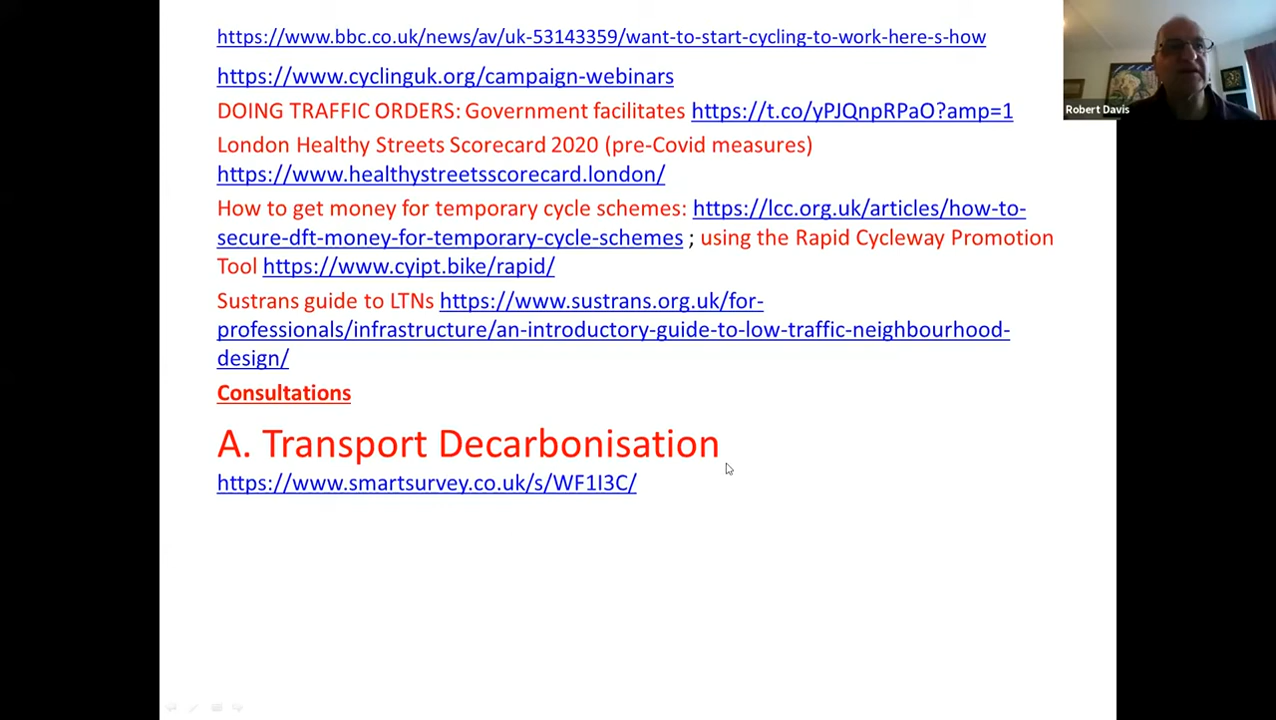 https://www.bbc.co.uk/news/av/uk-53143359/want-to-start-cycling-to-work-here-s-how
https://www.cyclinguk.org/campaign-webinars
DOING TRAFFIC ORDERS: Government facilitates https://t.co/yPJQnpRPaO?amp=1
London Healthy Streets Scorecard 2020 (pre-Covid measures)
https://www.healthystreetsscorecard.london/
How to get money for temporary cycle schemes: https://lcc.org.uk/articles/how-to-
secure-dft-money-for-temporary-cycle-schemes ; using the Rapid Cycleway Promotion
Tool https://www.cyipt.bike/rapid/
Sustrans guide to LTNs https://www.sustrans.org.uk/for-
professionals/infrastructure/an-introductory-guide-to-low-traffic-neighbourhood-
design/
Consultations
A. Transport Decarbonisation
https://www.smartsurvey.co.uk/s/WF1I3C/
Robert Davis